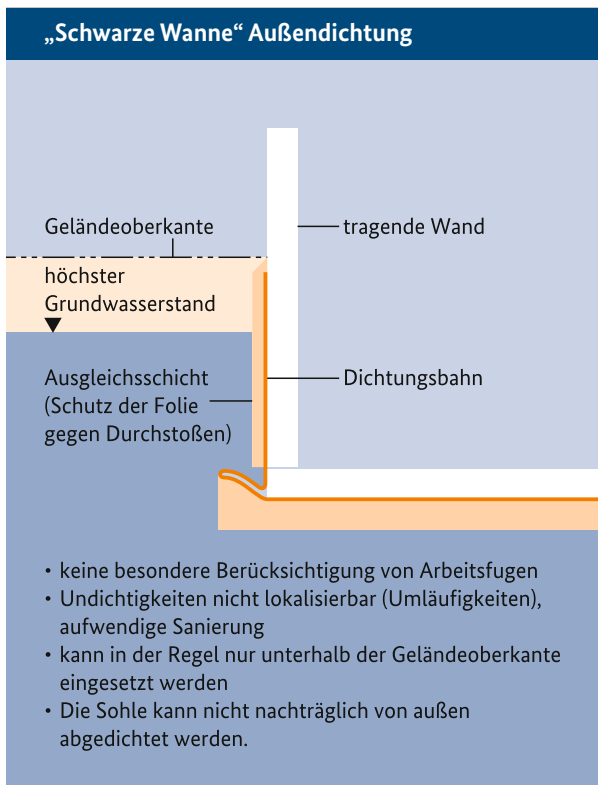 „Schwarze Wanne“ Außendichtung
Geländeoberkante
tragende Wand
höchster
Grundwasserstand
Ausgleichsschicht
(Schutz der Folie
gegen Durchstoßen)
Dichtungsbahn
• keine besondere Berücksichtigung von Arbeitsfugen
• Undichtigkeiten nicht lokalisierbar (Umläufigkeiten),
aufwendige Sanierung
• kann in der Regel nur unterhalb der Geländeoberkante
eingesetzt werden
• Die Sohle kann nicht nachträglich von außen
abgedichtet werden.